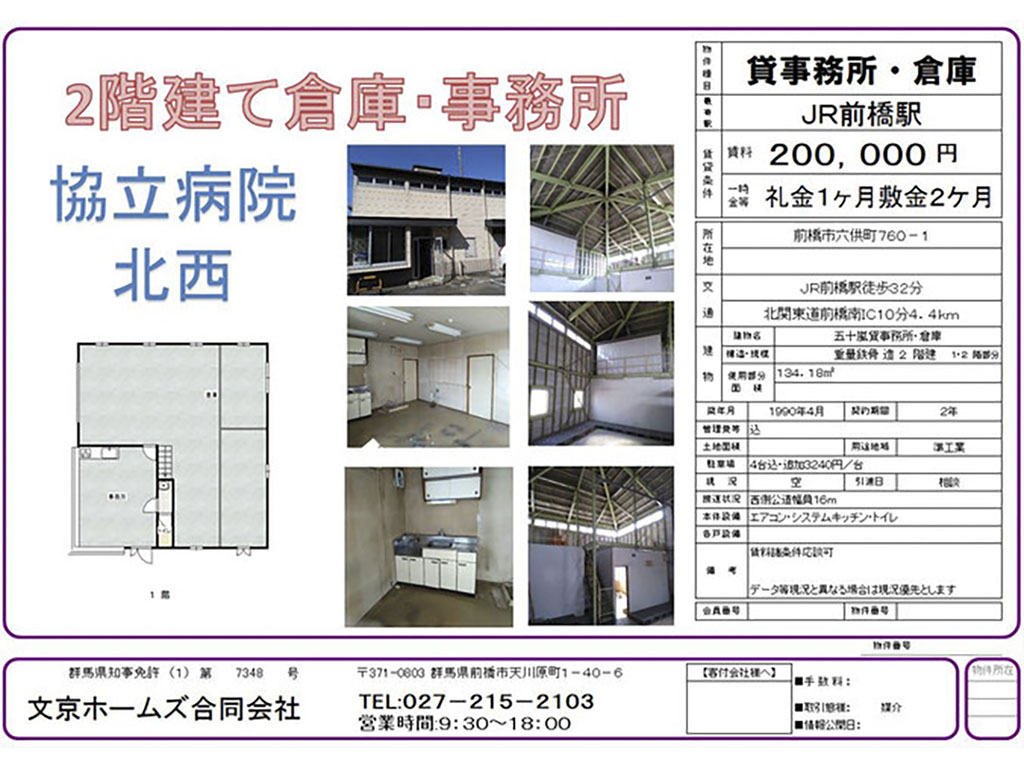 2階建て倉庫・事務所
協立病院
北西
倉庫
事務所
1 階
物件種目 貸事務所・倉庫
最寄駅 JR前橋駅
賃貸条件 賃料 200,000円
一時金等 礼金1ヶ月敷金2ケ月
所在地 前橋市六供町760-1
交通 JR前橋駅徒歩32分
北関東道前橋南IC10分4.4km
建物 建物名 五十嵐貸事務所・倉庫
構造・規模 重量鉄骨 造 2 階建 1・2 階部分
使用部分面積 134.18㎡
築年月 1990年4月 契約期間 2年
管理費等 込
土地面積 用途地域 準工業
駐車場 4台込・追加3240円/台
現況 空 引渡日 相談
接道状況 西側公道幅員16m
本体設備 エアコン・システムキッチン・トイレ
各戸設備
備考 賃料諸条件応談可
データ等現況と異なる場合は現況優先とします
会員番号 物件番号
物件番号
群馬県知事免許(1)第 7348 号
文京ホームズ合同会社
〒371-0803 群馬県前橋市天川原町1-40-6
TEL:027-215-2103
営業時間:9:30～18:00
【客付会社様へ】
■手数料:
■取引態様: 媒介
■情報公開日:
物件所在